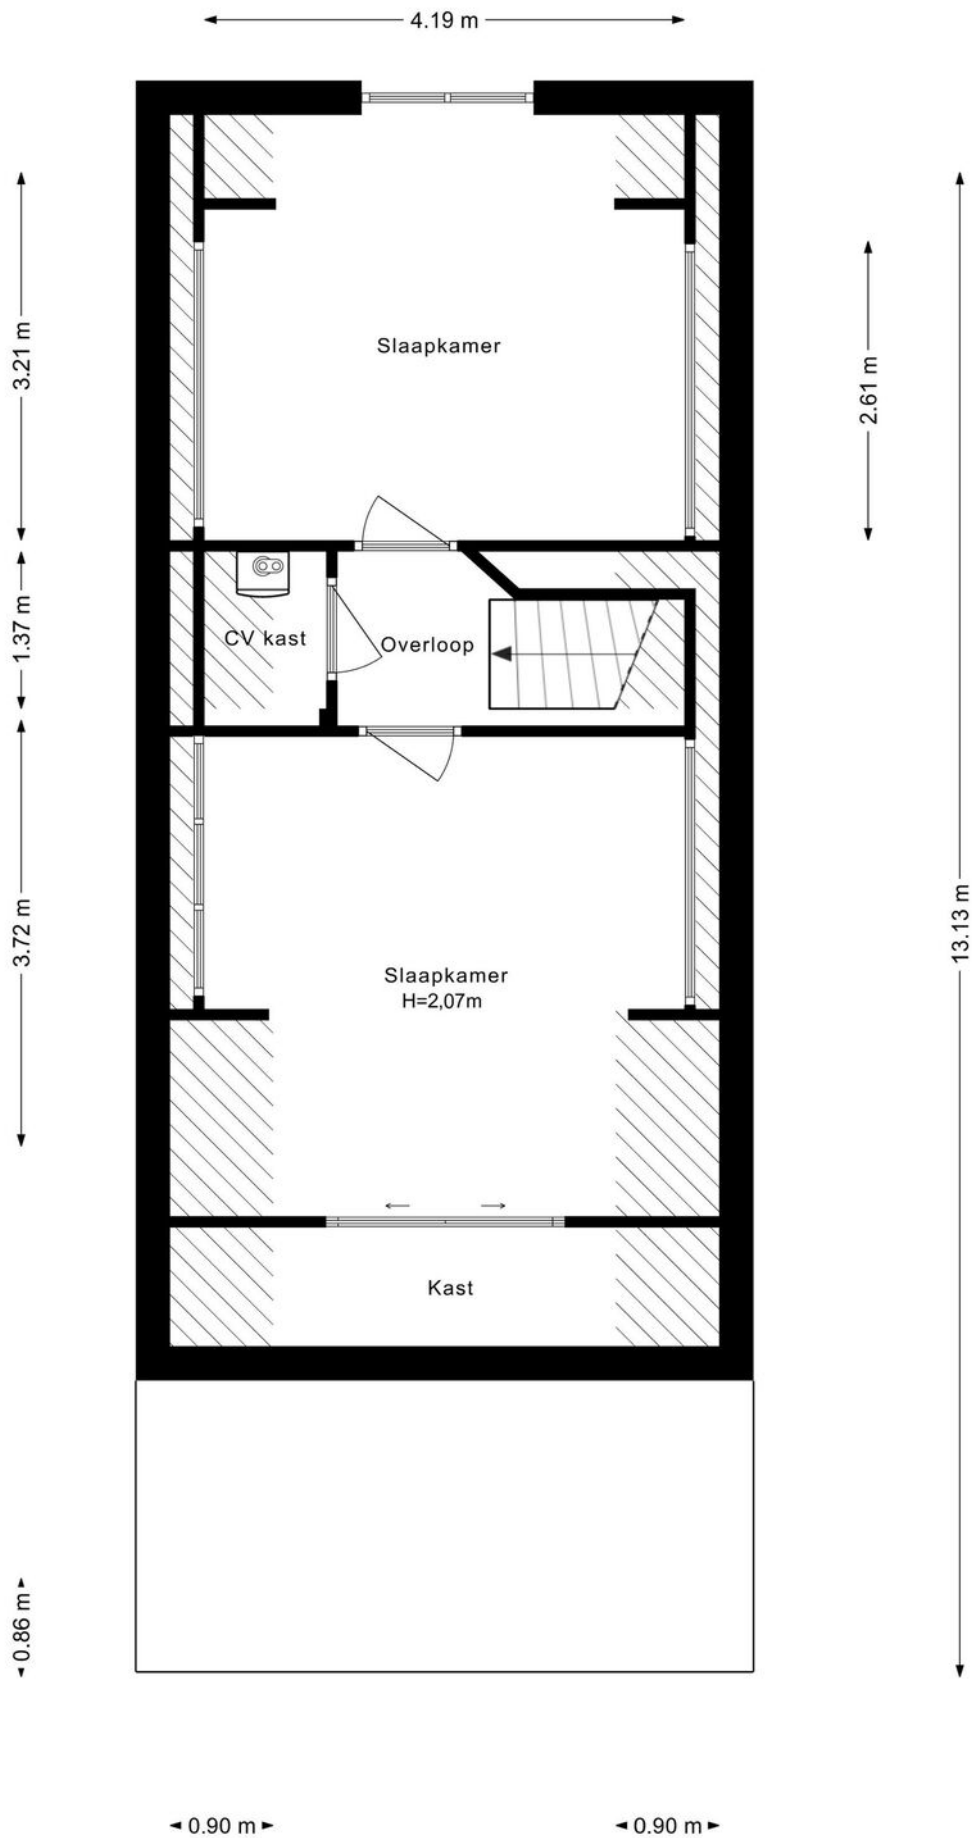 4.19 m
3.21 m
2.61 m
Slaapkamer
1.37 m
CV kast
Overloop
3.72 m
13.13 m
Slaapkamer
H=2,07m
Kast
0.86 m
0.90 m
0.90 m